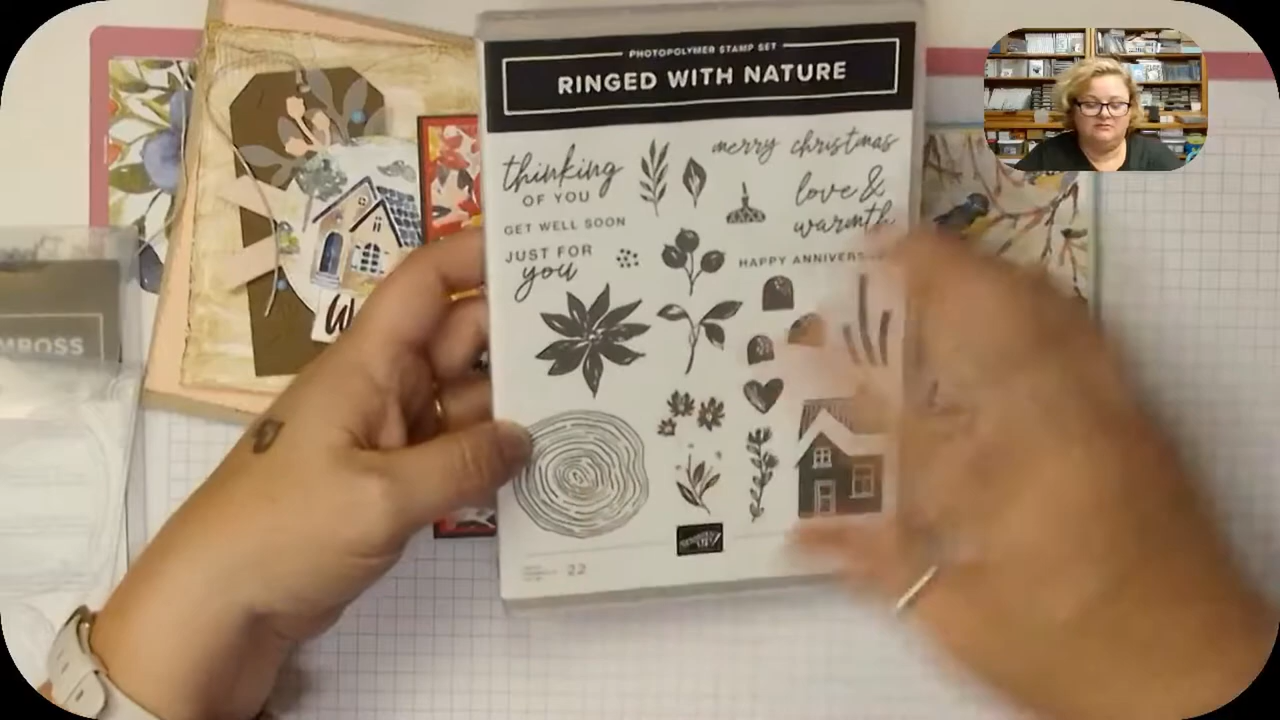 PHOTOPOLYMER STAMP SET
RINGED WITH NATURE
thinking
OF YOU
GET WELL SOON
JUST FOR
you
merry christmas
love &
warmth
HAPPY
22
MBOSS